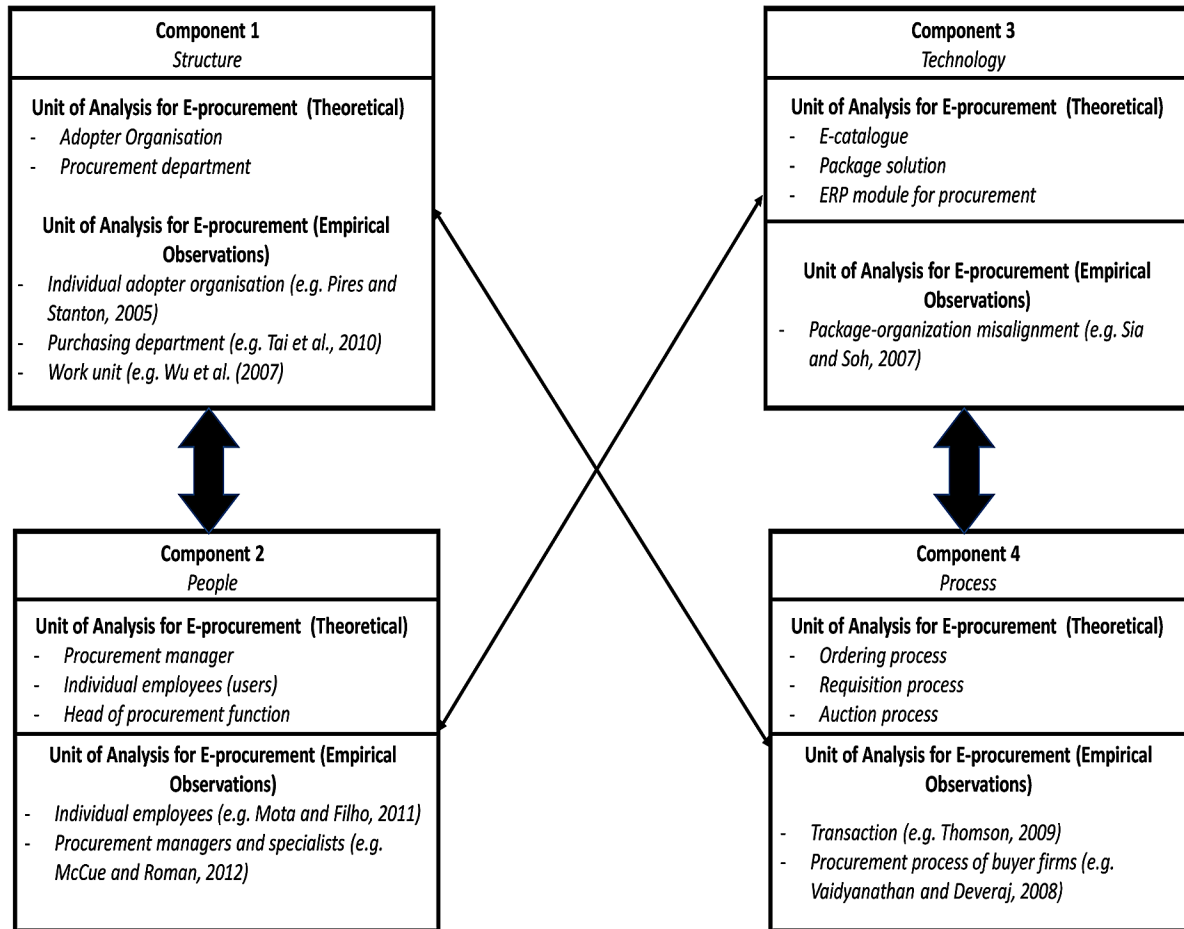 Component 1
Structure
Unit of Analysis for E-procurement (Theoretical)
- Adopter Organisation
- Procurement department
Unit of Analysis for E-procurement (Empirical
Observations)
- Individual adopter organisation (e.g. Pires and
Stanton, 2005)
- Purchasing department (e.g. Tai et al., 2010)
- Work unit (e.g. Wu et al. (2007)
Component 3
Technology
Unit of Analysis for E-procurement (Theoretical)
- E-catalogue
- Package solution
- ERP module for procurement
Unit of Analysis for E-procurement (Empirical
Observations)
- Package-organization misalignment (e.g. Sia
and Soh, 2007)
Component 2
People
Unit of Analysis for E-procurement (Theoretical)
- Procurement manager
- Individual employees (users)
- Head of procurement function
Unit of Analysis for E-procurement (Empirical
Observations)
- Individual employees (e.g. Mota and Filho, 2011)
- Procurement managers and specialists (e.g.
McCue and Roman, 2012)
Component 4
Process
Unit of Analysis for E-procurement (Theoretical)
- Ordering process
- Requisition process
- Auction process
Unit of Analysis for E-procurement (Empirical
Observations)
- Transaction (e.g. Thomson, 2009)
- Procurement process of buyer firms (e.g.
Vaidyanathan and Deveraj, 2008)